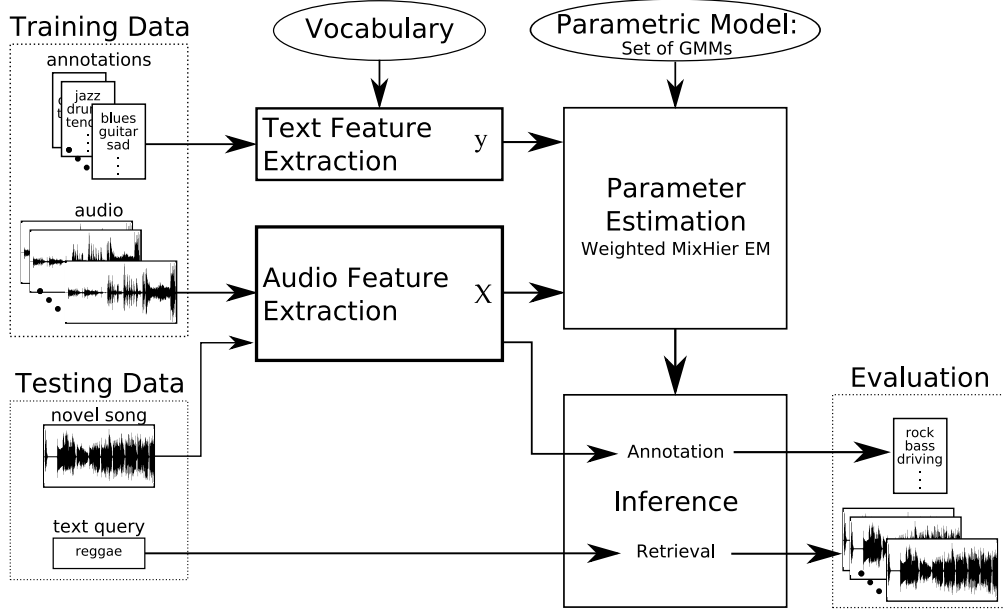 Training Data
annotations
jazz
drum
tend
blues
guitar
sad
audio
Vocabulary
Parametric Model:
Set of GMMs
Text Feature
Extraction
y
Audio Feature
Extraction
X
Parameter
Estimation
Weighted MixHier EM
Testing Data
novel song
text query
reggae
Annotation
Inference
Retrieval
Evaluation
rock
bass
driving